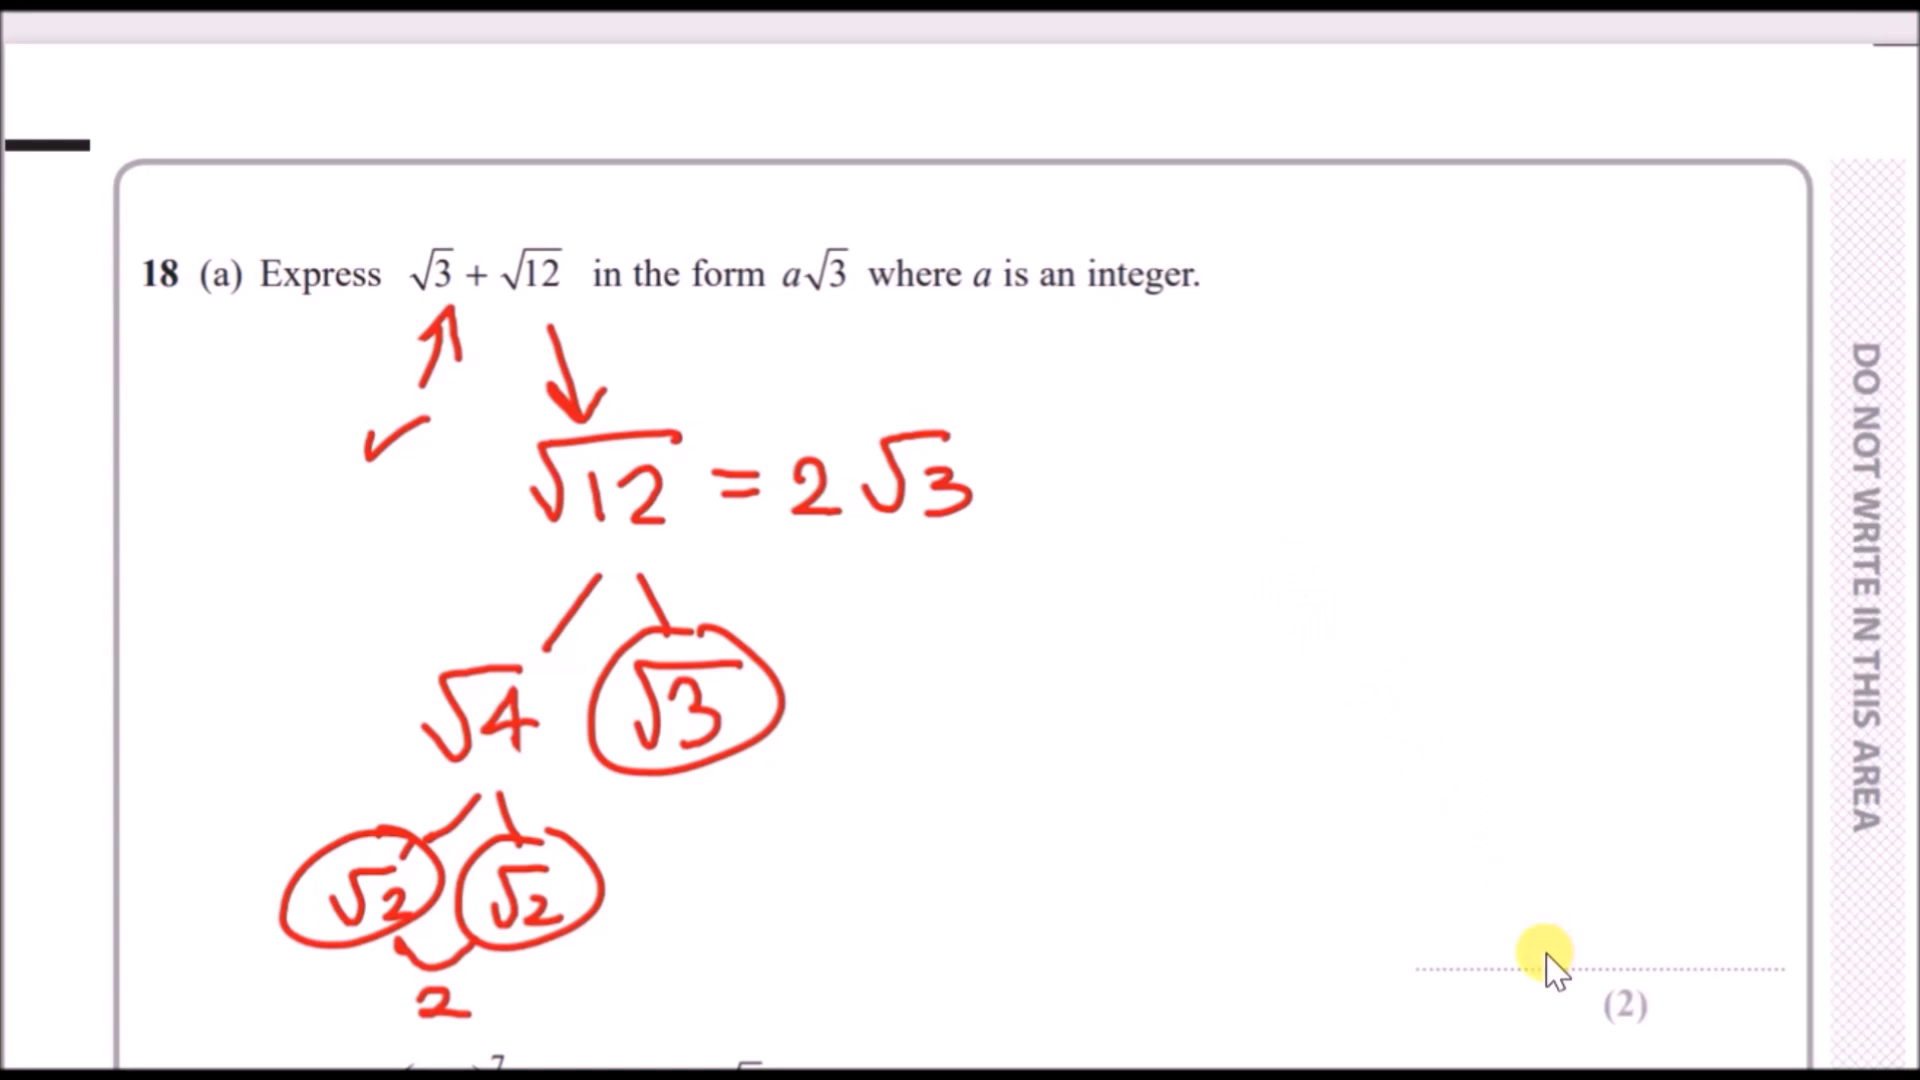 18 (a) Express √3 + √12 in the form a√3 where a is an integer.
√12 = 2√3
√4 √3
√2 √2
2
(2)
7
DO NOT WRITE IN THIS AREA